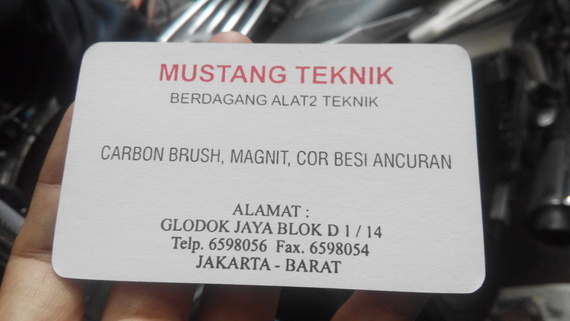 MUSTANG TEKNIK
BERDAGANG ALAT2 TEKNIK
CARBON BRUSH, MAGNIT, COR BESI ANCURAN
ALAMAT :
GLODOK JAYA BLOK D 1 / 14
Telp. 6598056 Fax. 6598054
JAKARTA - BARAT